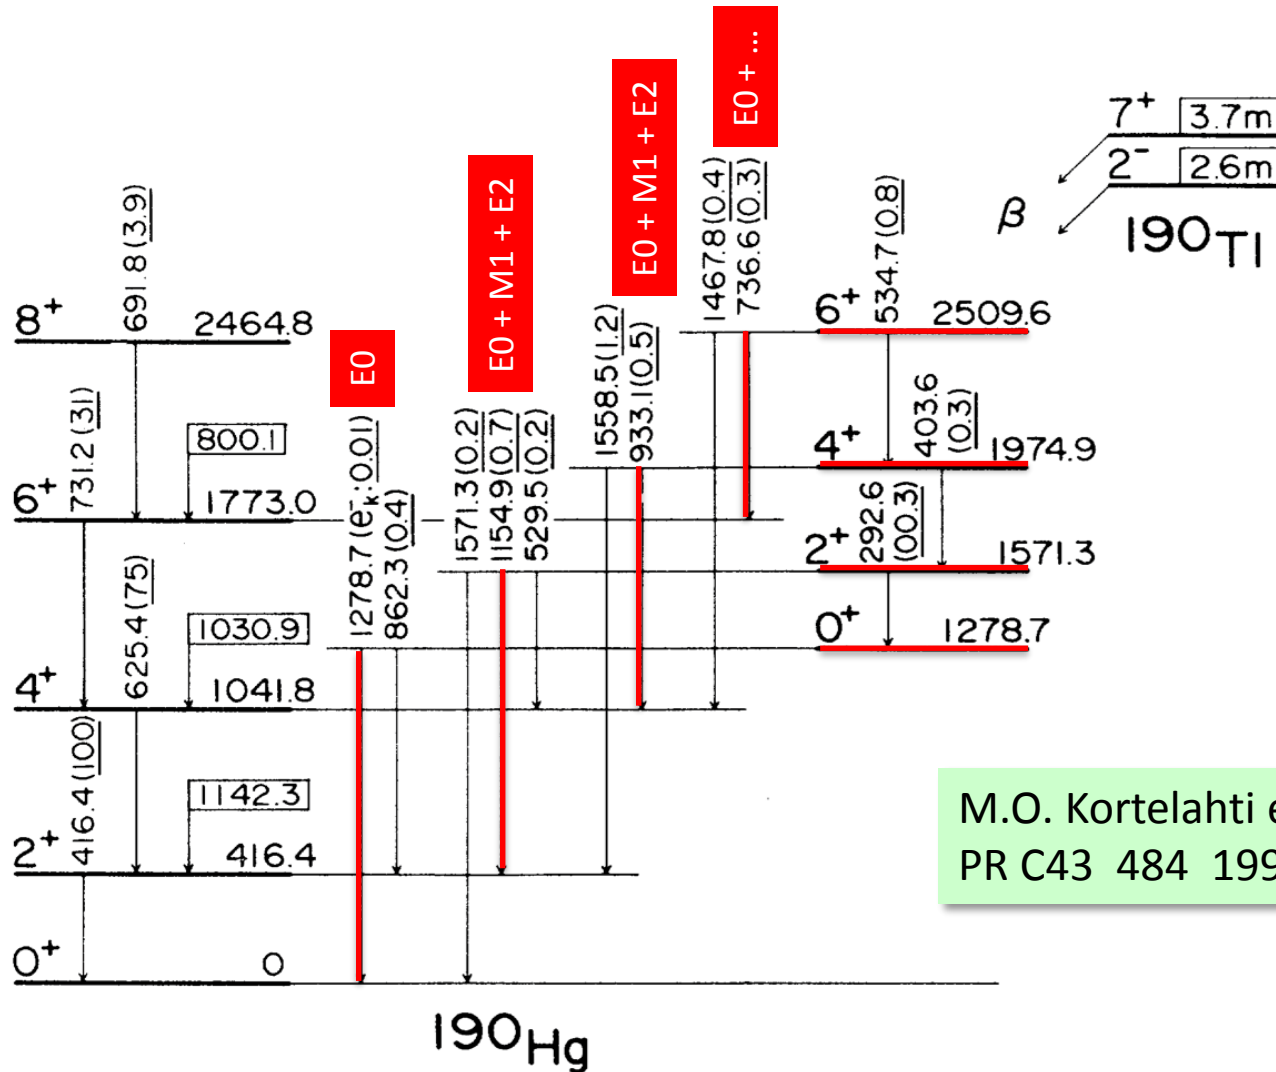 E0 + ...
E0 + M1 + E2
E0 + M1 + E2
E0
7⁺ 3.7m
2⁻ 2.6m
β
190Tl
691.8 (3.9)
1467.8 (0.4)
736.6 (0.3)
534.7 (0.8)
8⁺ 2464.8
6⁺ 2509.6
731.2 (31)
800.1
1558.5 (1.2)
933.1 (0.5)
403.6
(0.3)
4⁺ 1974.9
6⁺ 1773.0
1278.7 (e⁻k:0.01)
862.3 (0.4)
1571.3 (0.2)
1154.9 (0.7)
529.5 (0.2)
292.6
(00.3)
2⁺ 1571.3
625.4 (75)
1030.9
0⁺ 1278.7
4⁺ 1041.8
416.4 (100)
1142.3
2⁺ 416.4
0⁺ 0
190Hg
M.O. Kortelahti
PR C43 484 199